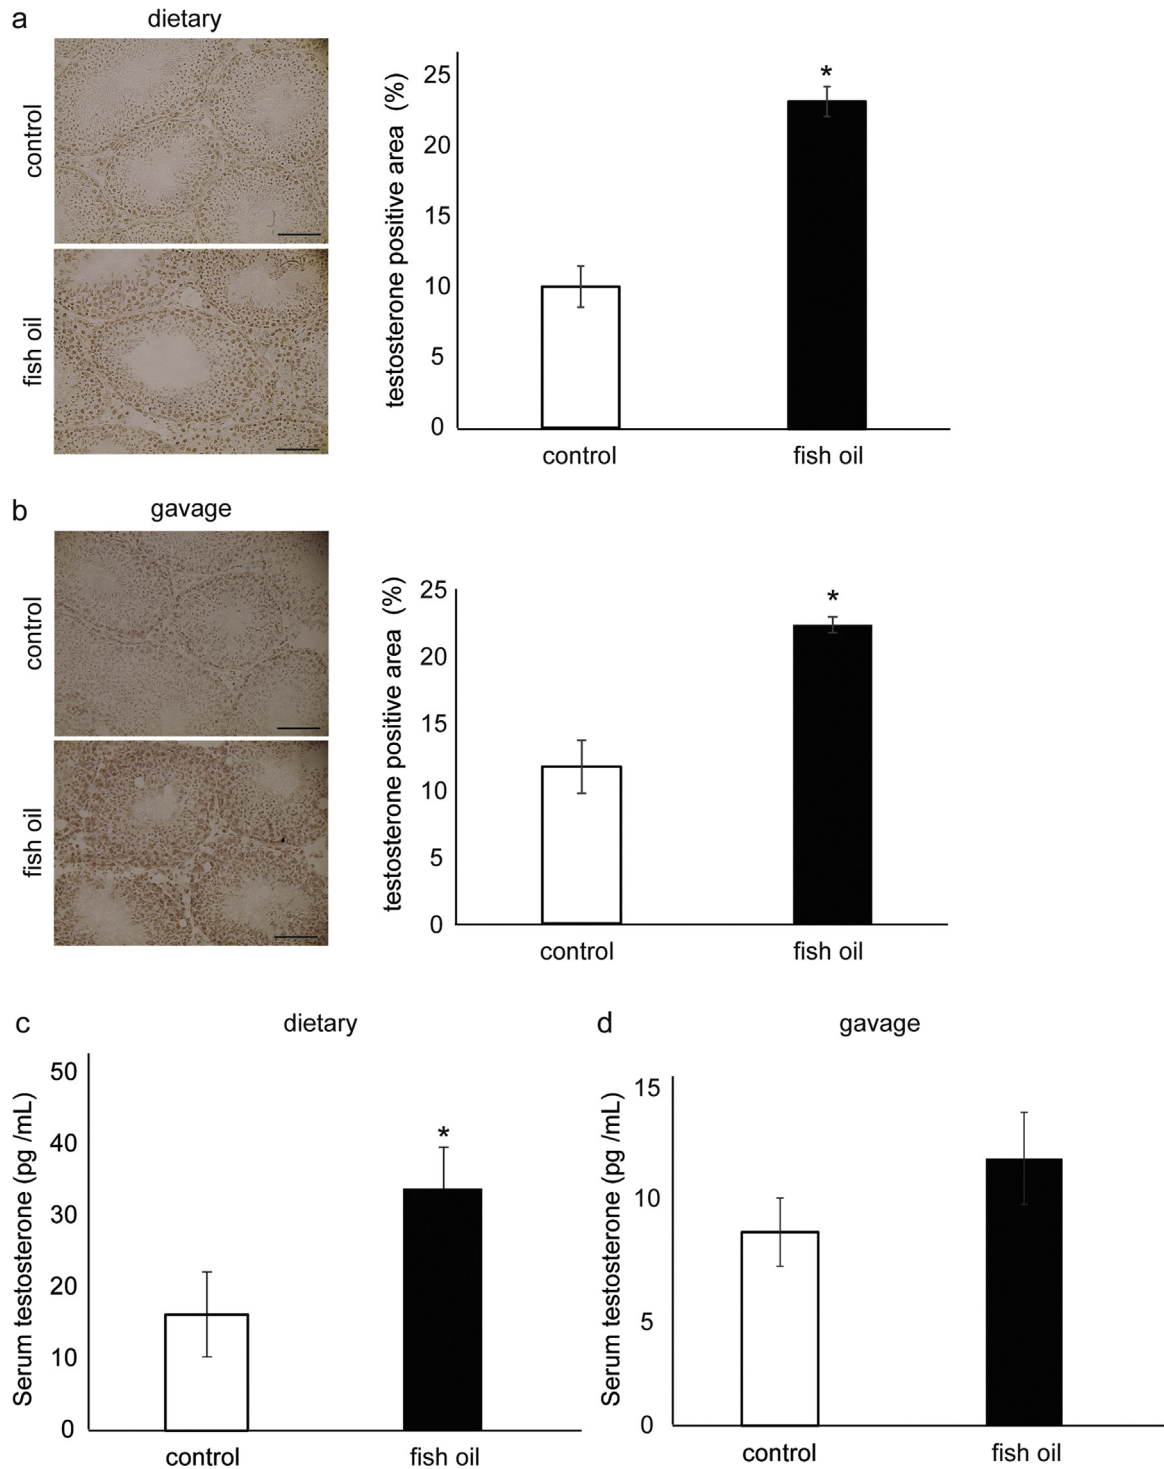 a
dietary
control
fish oil
testosterone positive area (%)
25
20
15
10
5
0
*
control
fish oil
b
gavage
control
fish oil
testosterone positive area (%)
25
20
15
10
5
0
*
control
fish oil
c
dietary
Serum testosterone (pg /mL)
50
40
30
20
10
0
*
control
fish oil
d
gavage
Serum testosterone (pg /mL)
15
10
5
0
control
fish oil